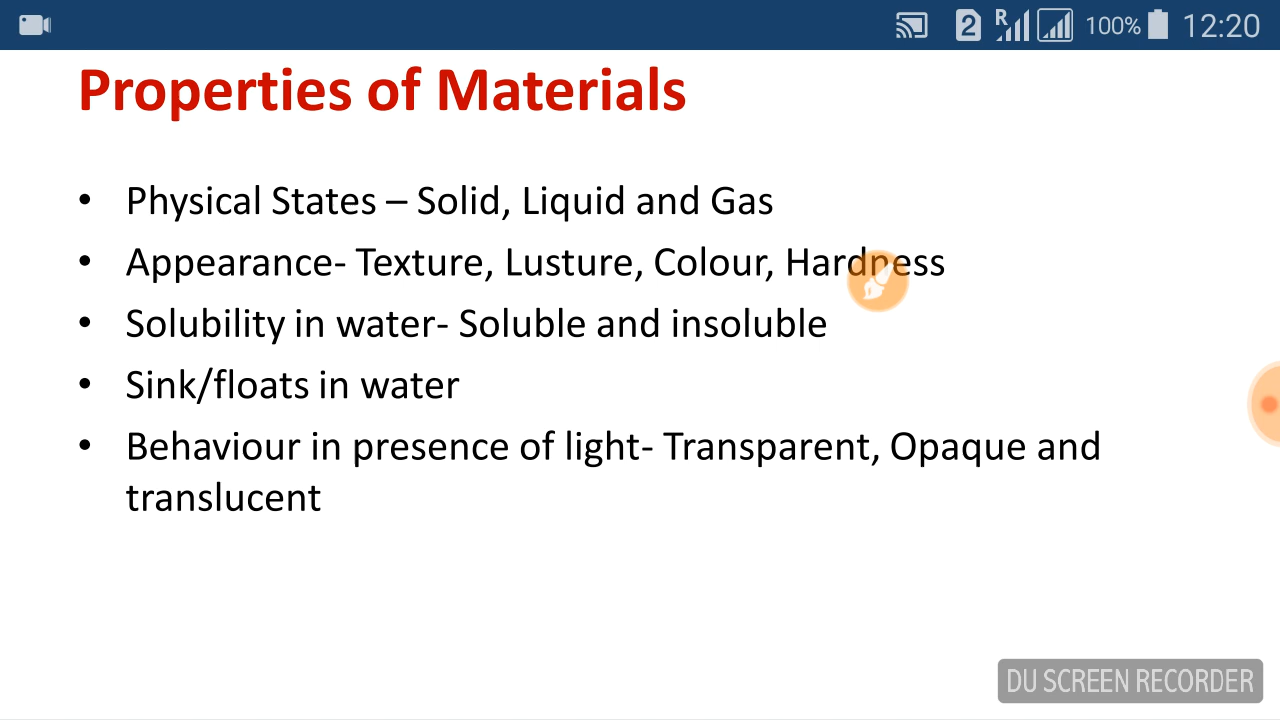 2 R 100% 12:20
Properties of Materials
• Physical States – Solid, Liquid and Gas
• Appearance- Texture, Lusture, Colour, Hardness
• Solubility in water- Soluble and insoluble
• Sink/floats in water
• Behaviour in presence of light- Transparent, Opaque and
translucent
DU SCREEN RECORDER